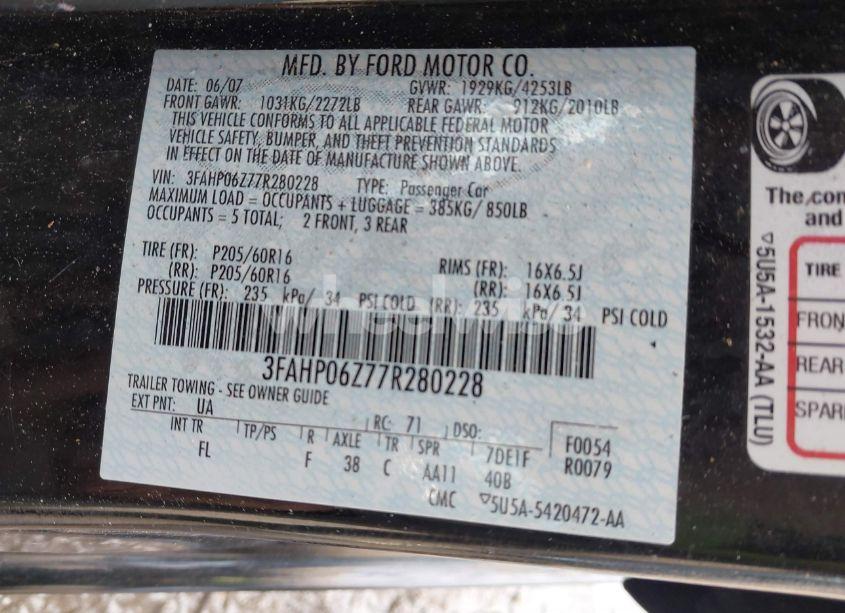 MFD. BY FORD MOTOR CO.
DATE: 06/07 GVWR: 1929KG/4253LB
FRONT GAWR: 1031KG/2272LB REAR GAWR: 912KG/2010LB
THIS VEHICLE CONFORMS TO ALL APPLICABLE FEDERAL MOTOR
VEHICLE SAFETY, BUMPER, AND THEFT PREVENTION STANDARDS
IN EFFECT ON THE DATE OF MANUFACTURE SHOWN ABOVE.
VIN: 3FAHP06Z77R280228 TYPE: Passenger Car
MAXIMUM LOAD = OCCUPANTS + LUGGAGE = 385KG/ 850LB
OCCUPANTS = 5 TOTAL; 2 FRONT, 3 REAR
TIRE (FR): P205/60R16 RIMS (FR): 16X6.5J
(RR): P205/60R16 (RR): 16X6.5J
PRESSURE (FR): 235 kPa/ 34 PSI COLD (RR): 235 kPa/ 34 PSI COLD
3FAHP06Z77R280228
TRAILER TOWING - SEE OWNER GUIDE
EXT PNT: UA RC: 71 DSO:
INT TR TP/PS R AXLE TR SPR 7DE1F F0054
FL F 38 C AA11 40B R0079
CMC ▽5U5A-5420472-AA
The com
and
TIRE
FRON
REAR
SPAR
▽5U5A-1532-AA (TLU)